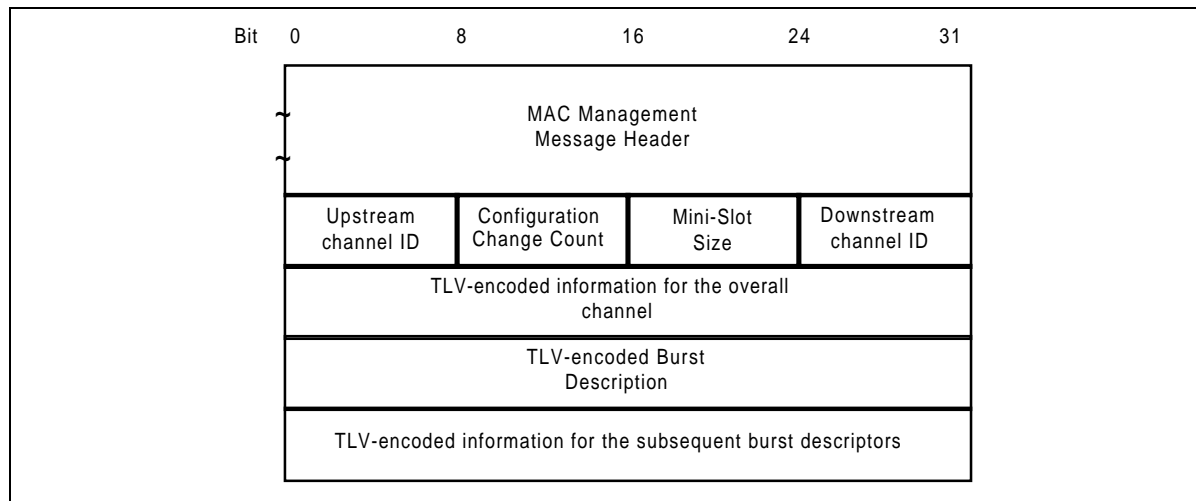 Bit 0 8 16 24 31
~ MAC Management
Message Header
~
Upstream
channel ID
Configuration
Change Count
Mini-Slot
Size
Downstream
channel ID
TLV-encoded information for the overall
channel
TLV-encoded Burst
Description
TLV-encoded information for the subsequent burst descriptors